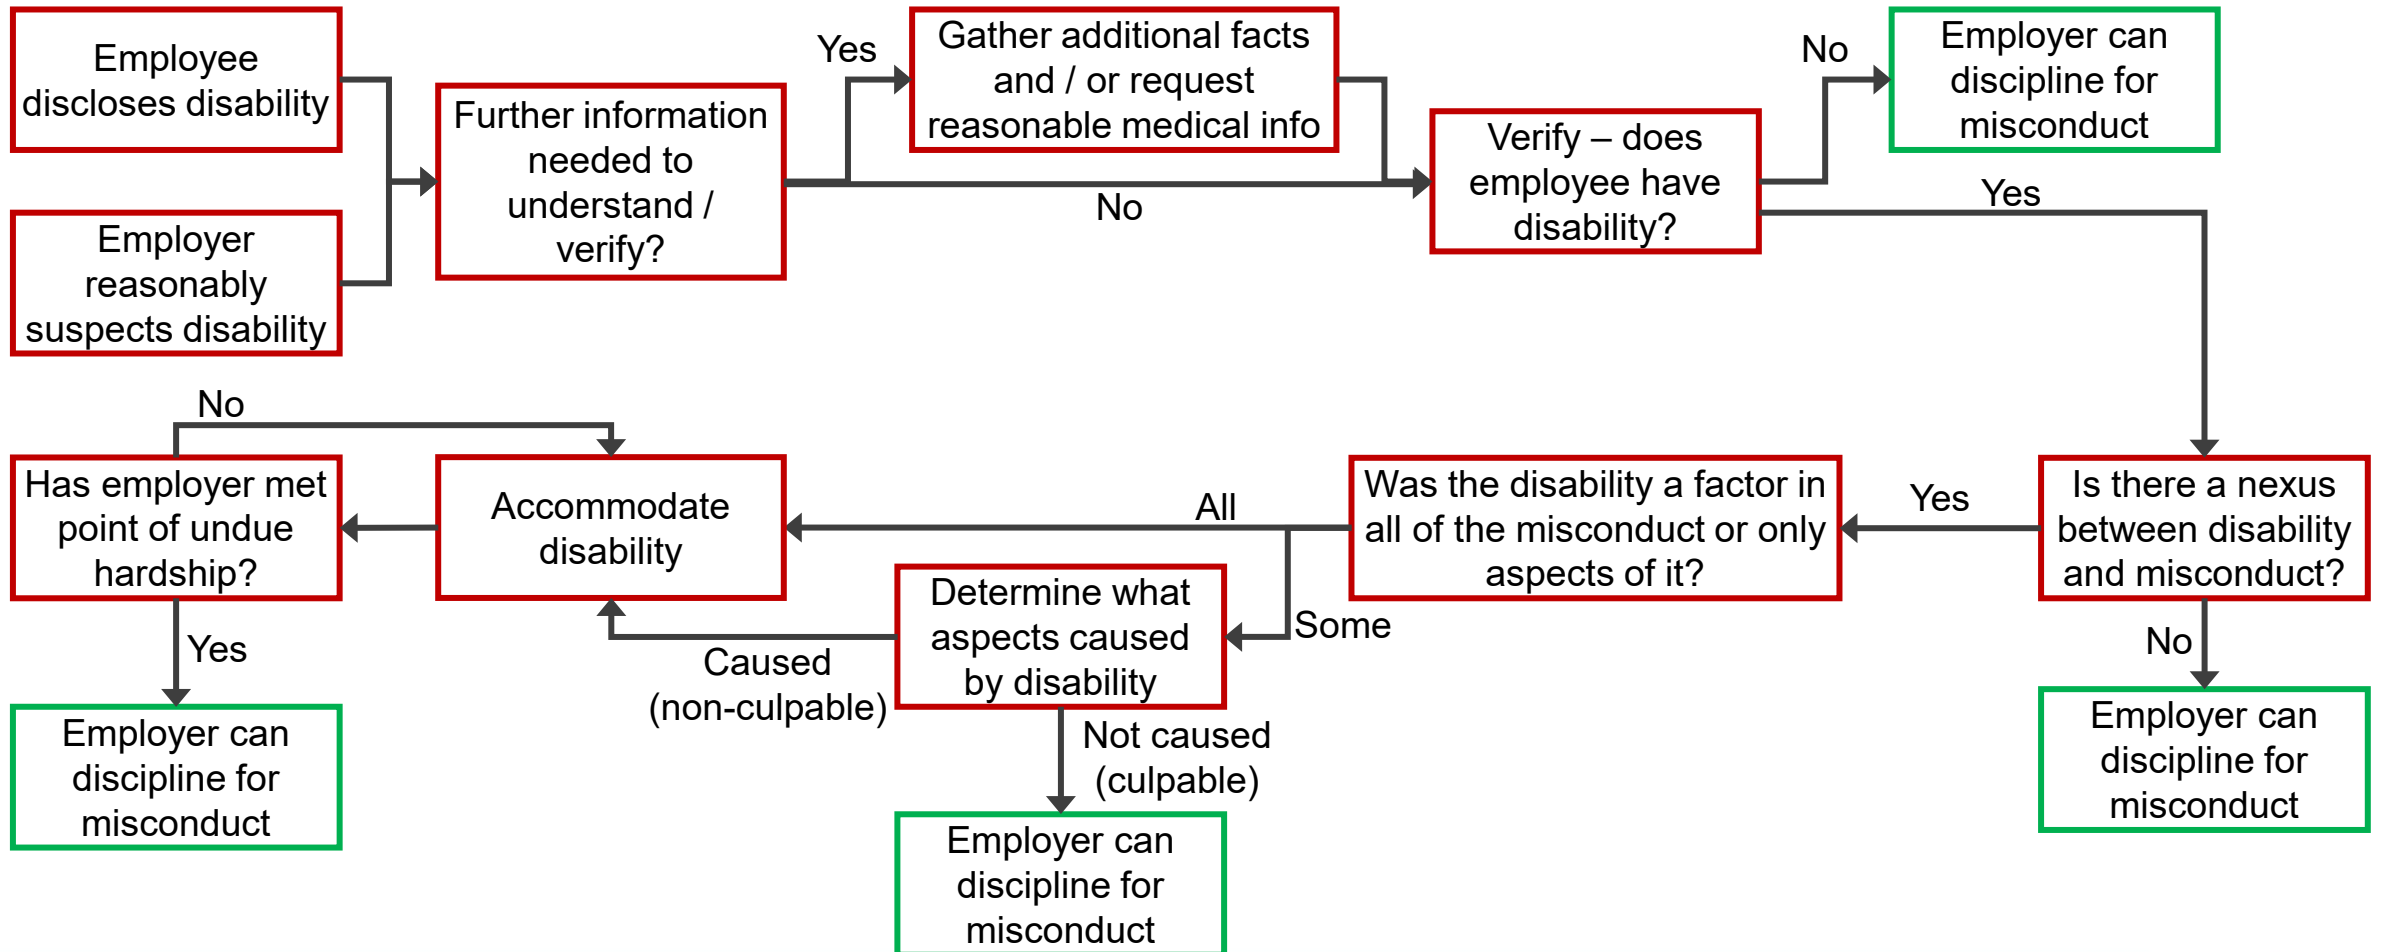 Employee
discloses disability
Employer
reasonably
suspects disability
Further information
needed to
understand /
verify?
Yes
Gather additional facts
and / or request
reasonable medical info
No
Verify – does
employee have
disability?
No
Employer can
discipline for
misconduct
Yes
Is there a nexus
between disability
and misconduct?
No
Employer can
discipline for
misconduct
Yes
Was the disability a factor in
all of the misconduct or only
aspects of it?
All
Some
Determine what
aspects caused
by disability
Not caused
(culpable)
Employer can
discipline for
misconduct
Caused
(non-culpable)
Accommodate
disability
Has employer met
point of undue
hardship?
No
Yes
Employer can
discipline for
misconduct